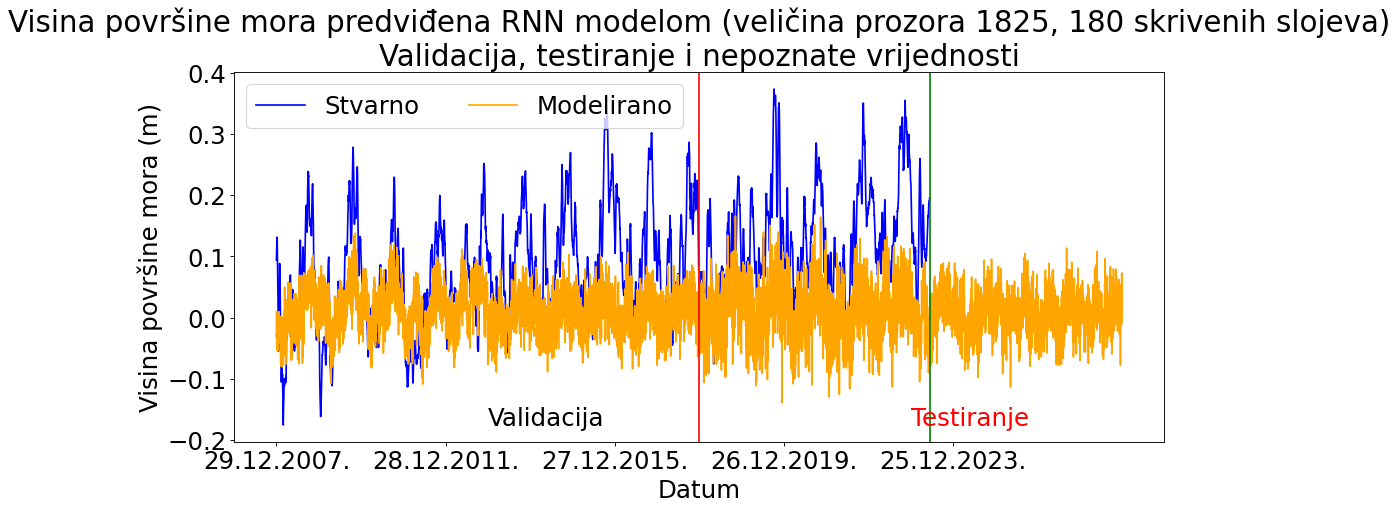 Visina površine mora predviđena RNN modelom (veličina prozora 1825, 180 skrivenih slojeva)
Validacija, testiranje i nepoznate vrijednosti
Stvarno Modelirano
Visina površine mora (m)
0.4
0.3
0.2
0.1
0.0
−0.1
−0.2
Validacija
Testiranje
29.12.2007. 28.12.2011. 27.12.2015. 26.12.2019. 25.12.2023.
Datum